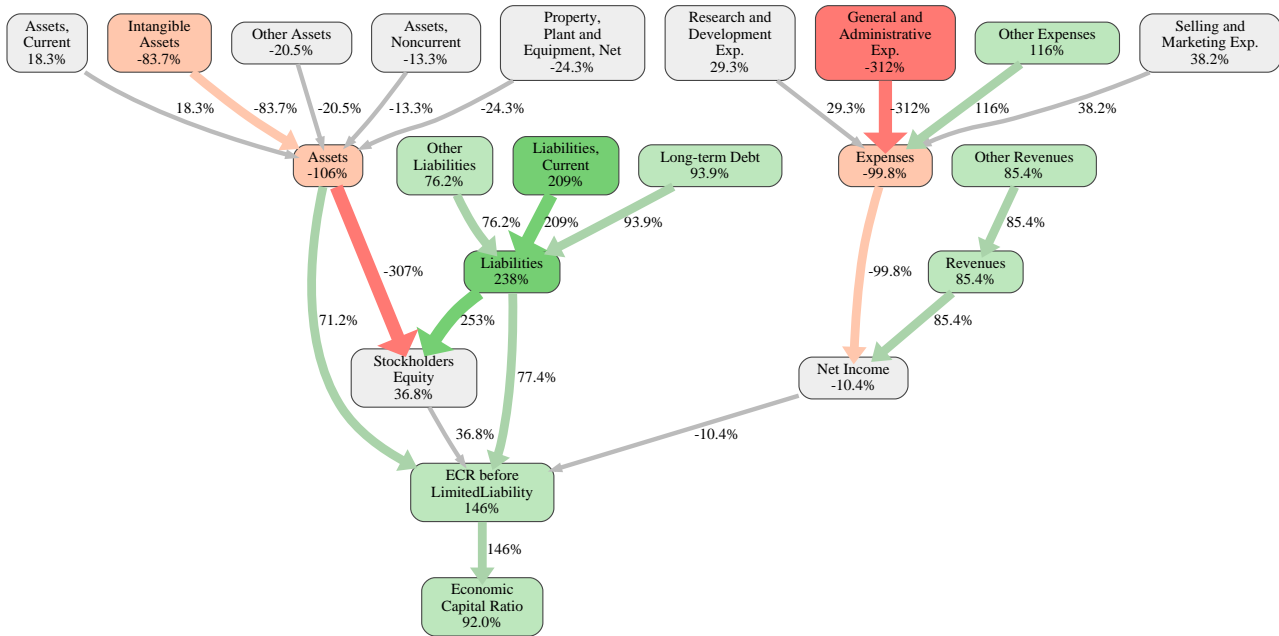 Assets,
Current
18.3%
Intangible
Assets
-83.7%
Other Assets
-20.5%
Assets,
Noncurrent
-13.3%
Property,
Plant and
Equipment, Net
-24.3%
Research and
Development Exp.
29.3%
General and
Administrative
Exp.
-312%
Other Expenses
116%
Selling and
Marketing Exp.
38.2%
18.3%
-83.7%
-20.5%
-13.3%
-24.3%
29.3%
-312%
116%
38.2%
Assets
-106%
Other
Liabilities
76.2%
Liabilities,
Current
209%
Long-term Debt
93.9%
Expenses
-99.8%
Other Revenues
85.4%
76.2%
209%
93.9%
85.4%
-307%
Liabilities
238%
-99.8%
Revenues
85.4%
71.2%
253%
85.4%
Stockholders
Equity
36.8%
77.4%
Net Income
-10.4%
36.8%
-10.4%
ECR before
LimitedLiability
146%
146%
Economic
Capital Ratio
92.0%